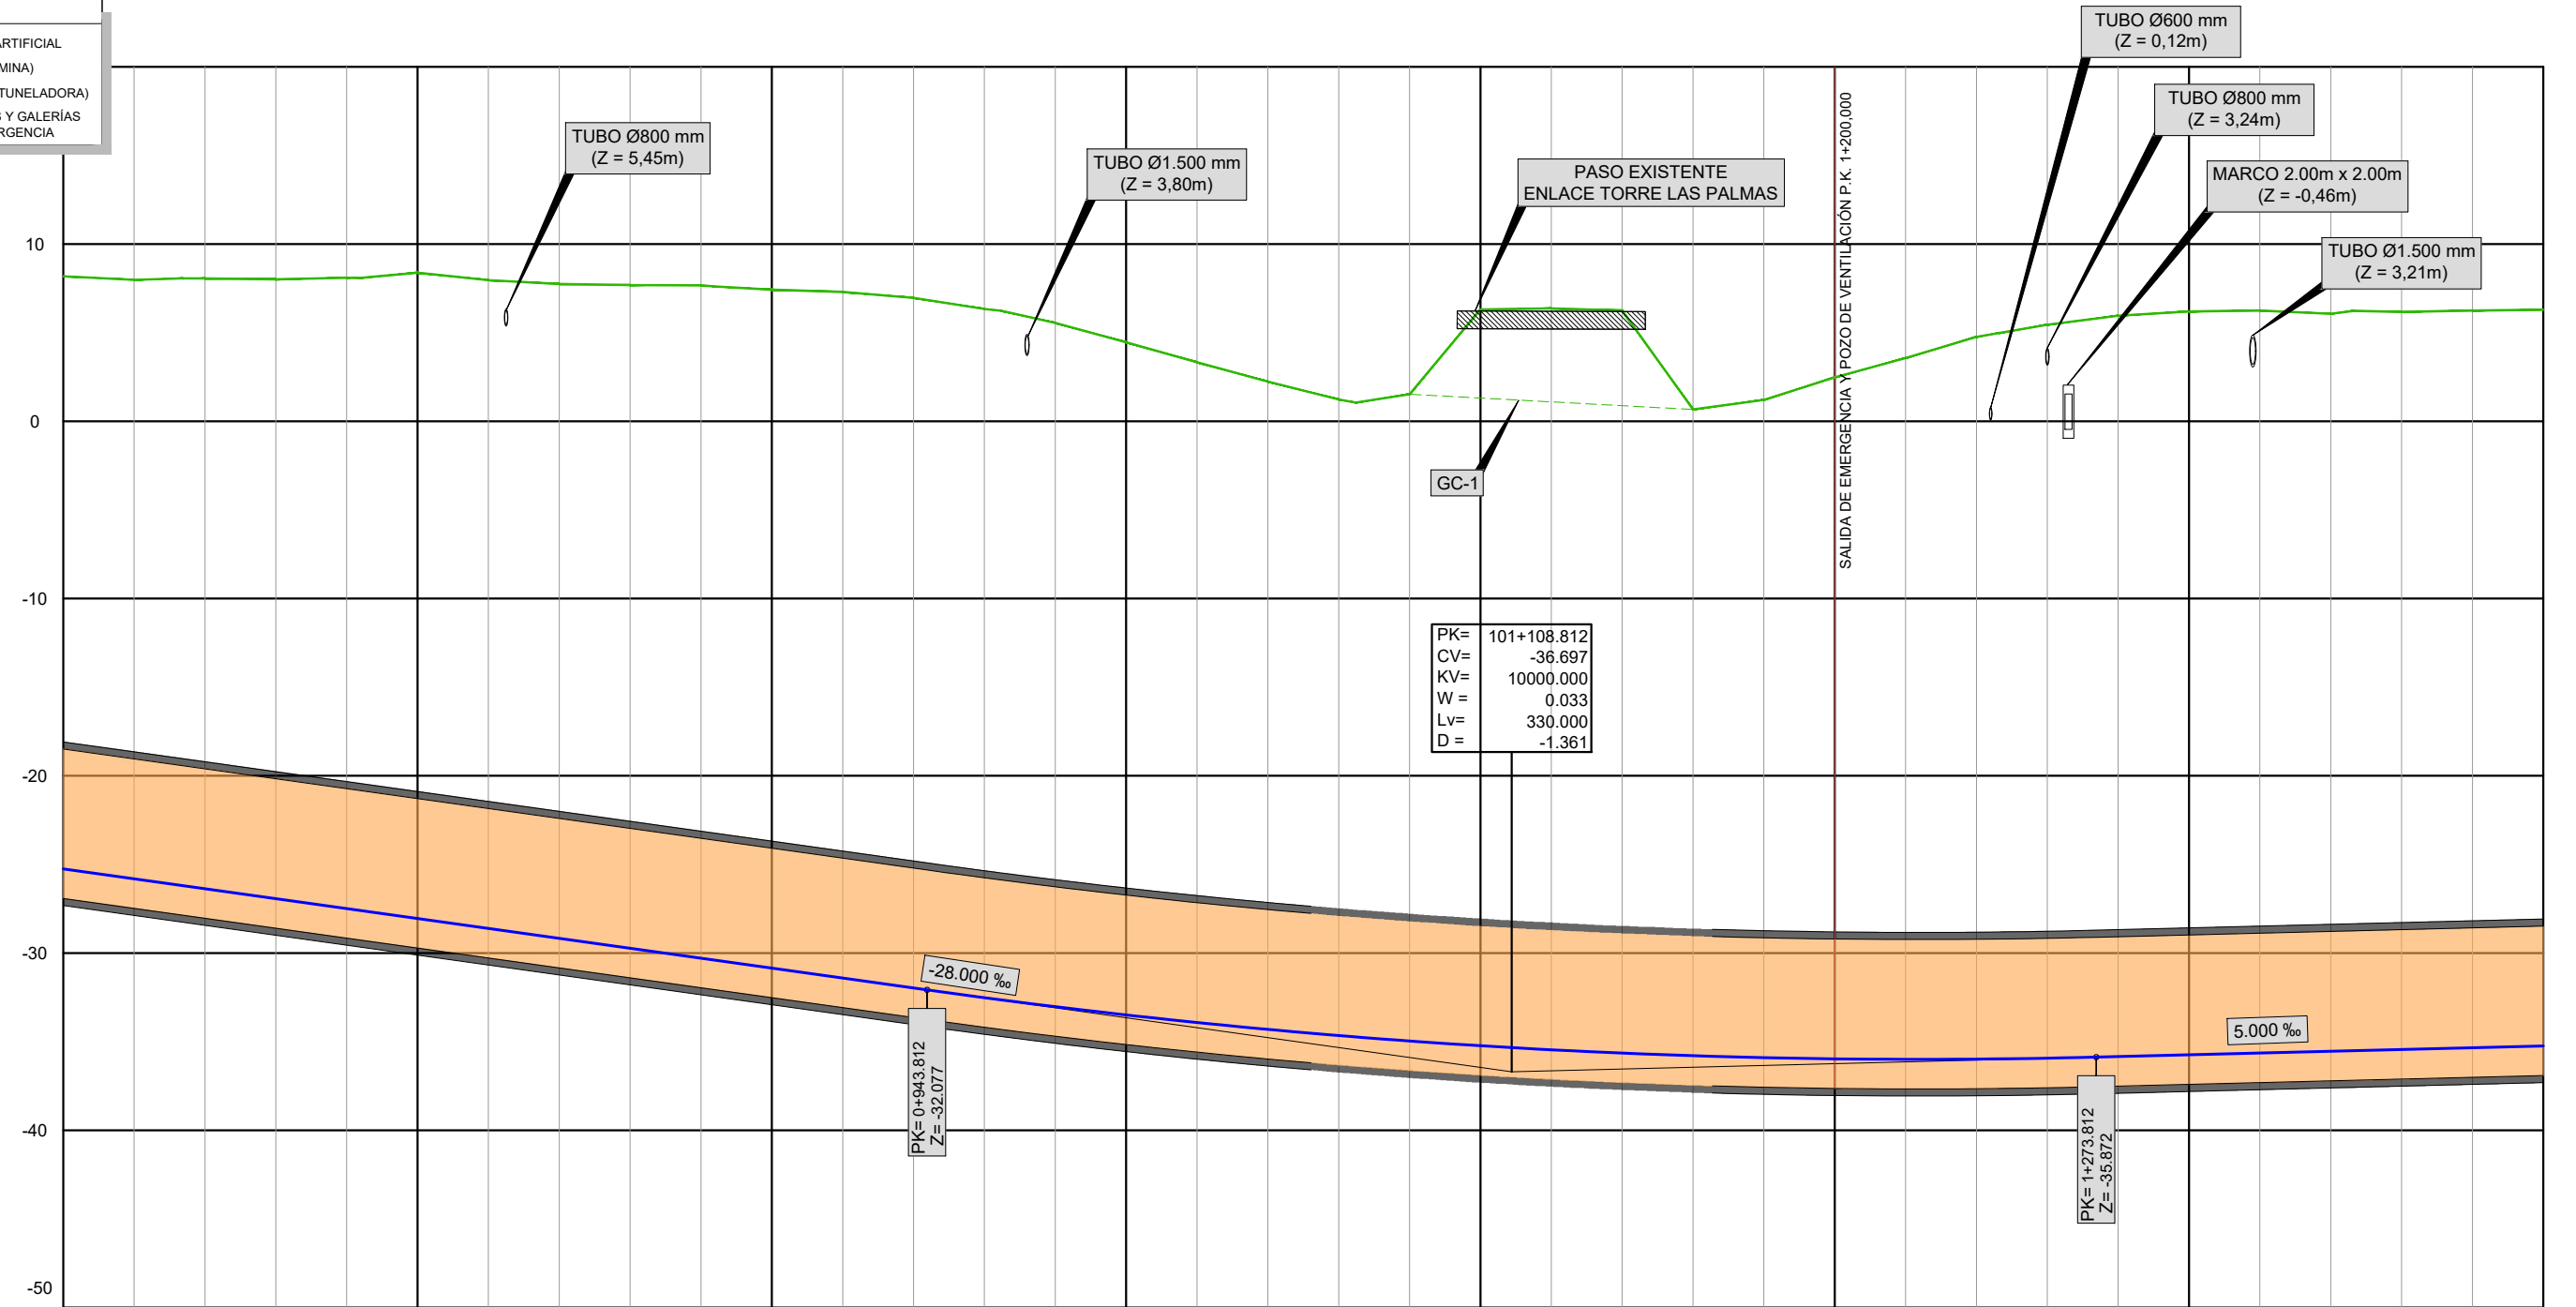 ARTIFICIAL
MINA)
TUNELADORA)
S Y GALERÍAS
RGENCIA
TUBO Ø800 mm
(Z = 5,45m)
TUBO Ø1.500 mm
(Z = 3,80m)
PASO EXISTENTE
ENLACE TORRE LAS PALMAS
SALIDA DE EMERGENCIA Y POZO DE VENTILACIÓN P.K. 1+200,000
TUBO Ø600 mm
(Z = 0,12m)
TUBO Ø800 mm
(Z = 3,24m)
MARCO 2.00m x 2.00m
(Z = -0,46m)
TUBO Ø1.500 mm
(Z = 3,21m)
GC-1
10
0
-10
-20
-30
-40
-50
PK= 101+108.812
CV= -36.697
KV= 10000.000
W = 0.033
Lv= 330.000
D = -1.361
-28.000 ‰
PK= 0+943.812
Z= -32.077
5.000 ‰
PK= 1+273.812
Z= -35.872